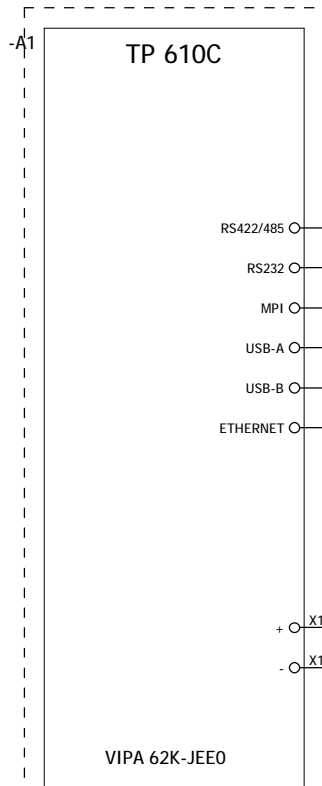 -A1
TP 610C
RS422/485
RS232
MPI
USB-A
USB-B
ETHERNET
+ X1
- X1
VIPA 62K-JEE0